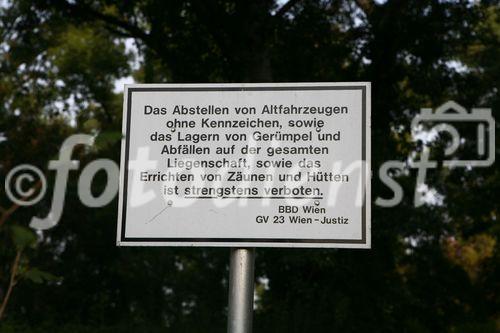 Das Abstellen von Altfahrzeugen
ohne Kennzeichen, sowie
das Lagern von Gerümpel und
Abfällen auf der gesamten
Liegenschaft, sowie das
Errichten von Zäunen und Hütten
ist strengstens verboten.
BBD Wien
GV 23 Wien-Justiz
© fotodienst